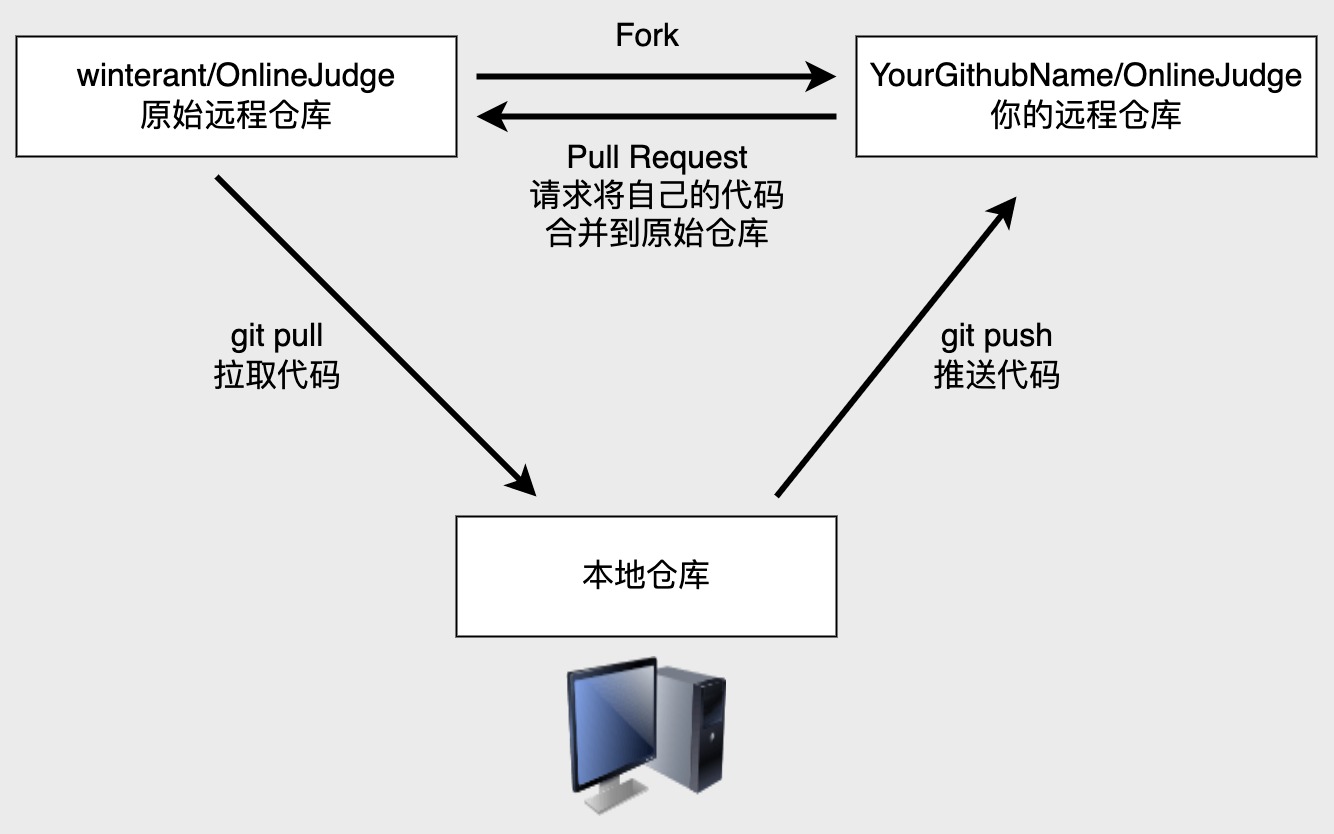 Fork
winterant/OnlineJudge
原始远程仓库
YourGithubName/OnlineJudge
你的远程仓库
Pull Request
请求将自己的代码
合并到原始仓库
git pull
拉取代码
git push
推送代码
本地仓库